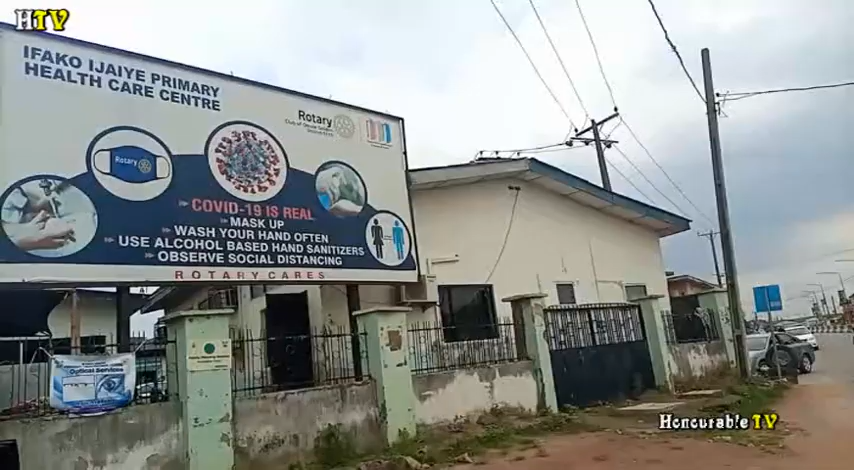 HTV
IFAKO IJAIYE PRIMARY
HEALTH CARE CENTRE
Rotary
Rotary
COVID-19 IS REAL
MASK UP
WASH YOUR HAND OFTEN
USE ALCOHOL BASED HAND SANITIZERS
OBSERVE SOCIAL DISTANCING
ROTARY CARES
Optical Services
Honourable TV